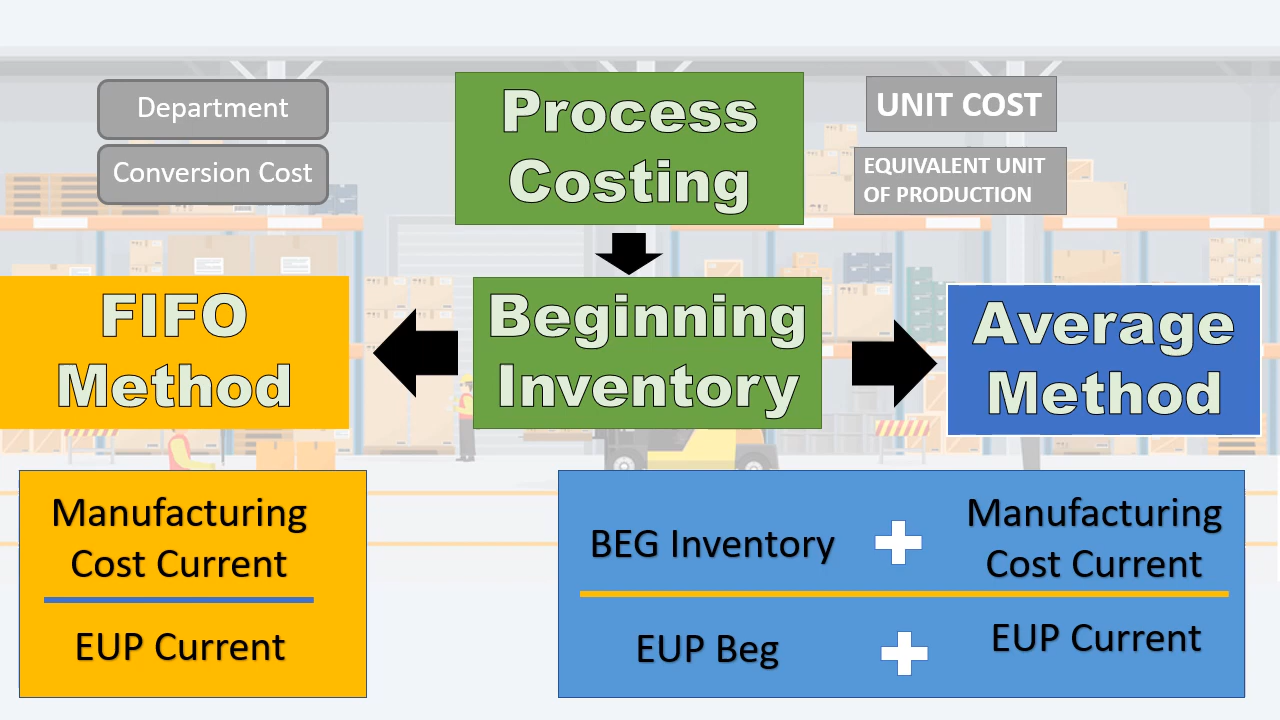 Department
Conversion Cost
Process
Costing
UNIT COST
EQUIVALENT UNIT
OF PRODUCTION
FIFO
Method
Beginning
Inventory
Average
Method
Manufacturing
Cost Current
EUP Current
BEG Inventory
Manufacturing
Cost Current
EUP Beg
EUP Current